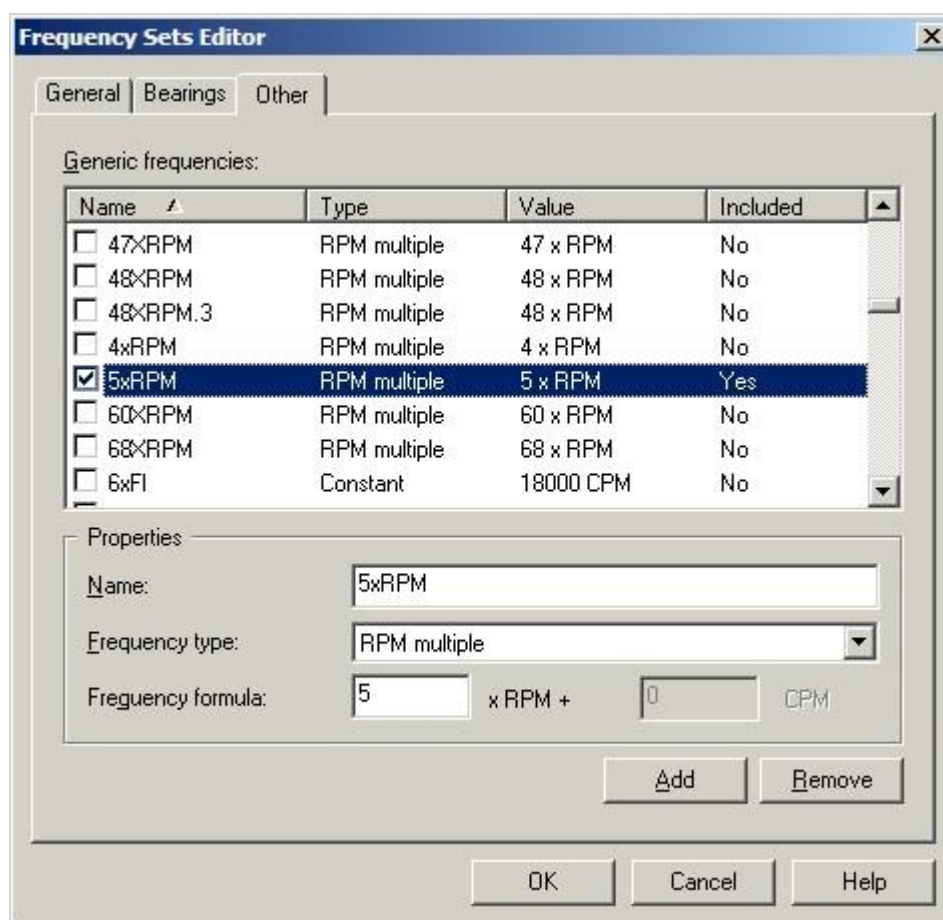 Frequency Sets Editor
General Bearings Other
Generic frequencies:
Name Type Value Included
47XRPM RPM multiple 47 x RPM No
48XRPM RPM multiple 48 x RPM No
48XRPM.3 RPM multiple 48 x RPM No
4xRPM RPM multiple 4 x RPM No
5xRPM RPM multiple 5 x RPM Yes
60XRPM RPM multiple 60 x RPM No
68XRPM RPM multiple 68 x RPM No
6xFl Constant 18000 CPM No
Properties
Name: 5xRPM
Frequency type: RPM multiple
Freguency formula: 5 x RPM + 0 CPM
Add Remove
OK Cancel Help